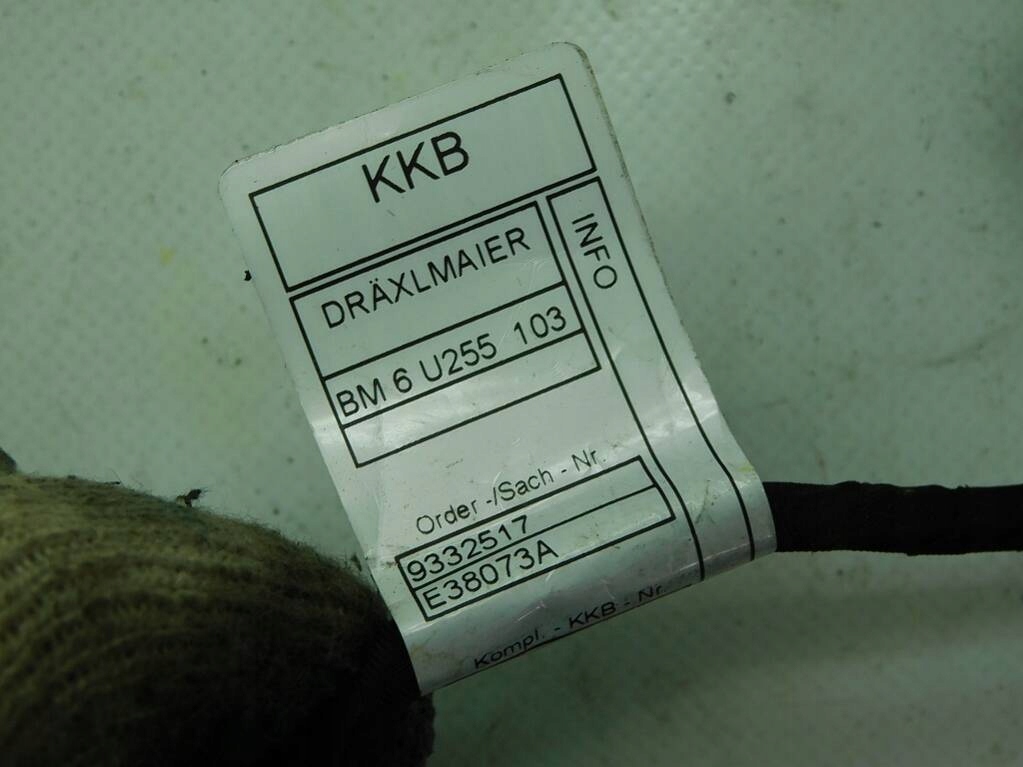 KKB
DRÄXLMAIER
INFO
BM 6 U255 103
Order -/Sach - Nr.
9332517
E38073A
Kompl. - KKB - Nr.